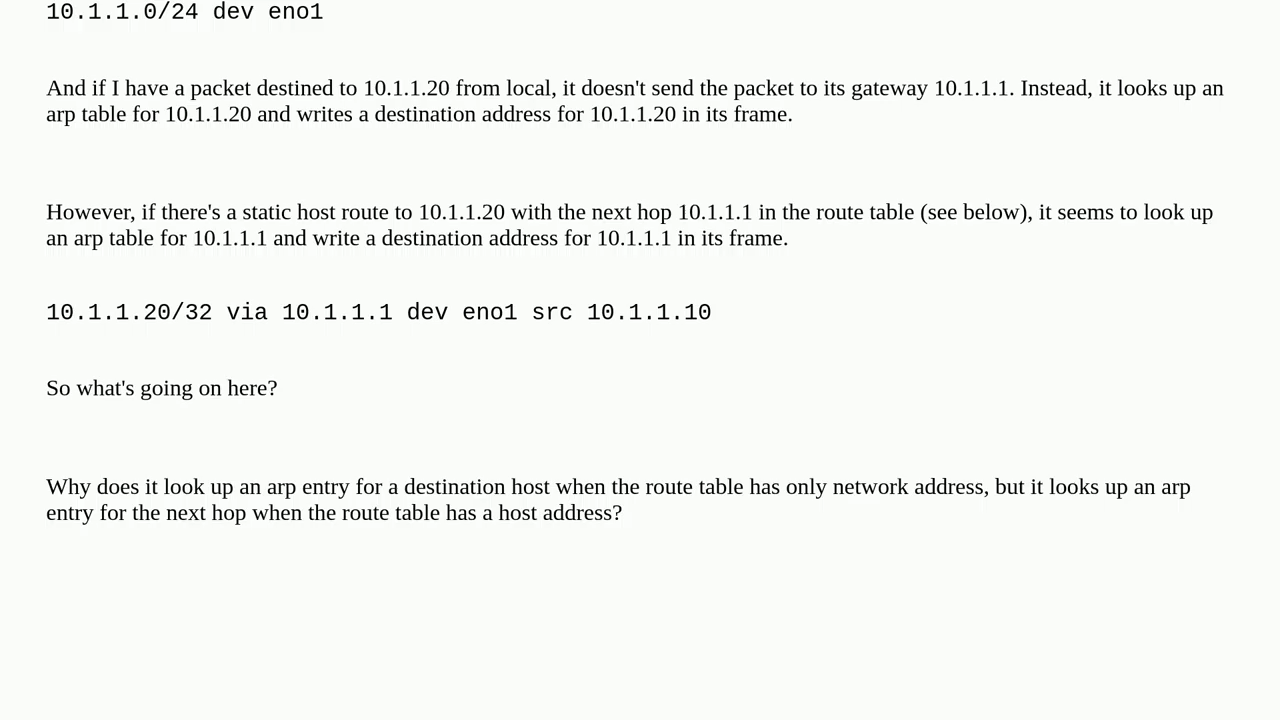 10.1.1.0/24 dev eno1
And if I have a packet destined to 10.1.1.20 from local, it doesn't send the packet to its gateway 10.1.1.1. Instead, it looks up an
arp table for 10.1.1.20 and writes a destination address for 10.1.1.20 in its frame.
However, if there's a static host route to 10.1.1.20 with the next hop 10.1.1.1 in the route table (see below), it seems to look up
an arp table for 10.1.1.1 and write a destination address for 10.1.1.1 in its frame.
10.1.1.20/32 via 10.1.1.1 dev eno1 src 10.1.1.10
So what's going on here?
Why does it look up an arp entry for a destination host when the route table has only network address, but it looks up an arp
entry for the next hop when the route table has a host address?